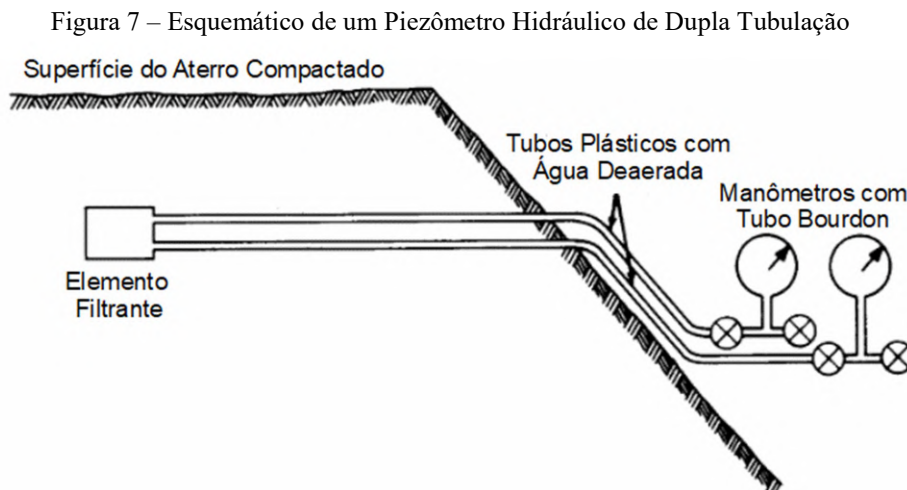 Figura 7 – Esquemático de um Piezômetro Hidráulico de Dupla Tubulação
Superfície do Aterro Compactado
Tubos Plásticos com
Água Deaerada
Manômetros com
Tubo Bourdon
Elemento
Filtrante